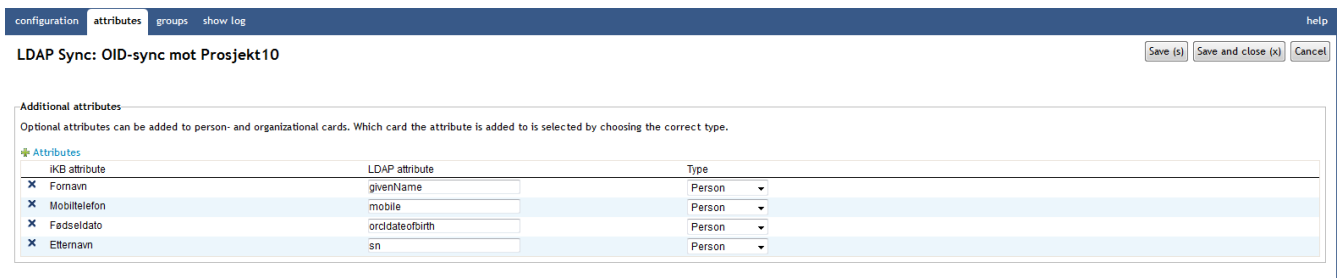 configuration attributes groups show log help
LDAP Sync: OID-sync mot Prosjekt10 Save (s) Save and close (x) Cancel
Additional attributes
Optional attributes can be added to person- and organizational cards. Which card the attribute is added to is selected by choosing the correct type.
Attributes
iKB attribute LDAP attribute Type
Fornavn givenName Person
Mobiltelefon mobile Person
Fødseldato orcldateofbirth Person
Etternavn sn Person